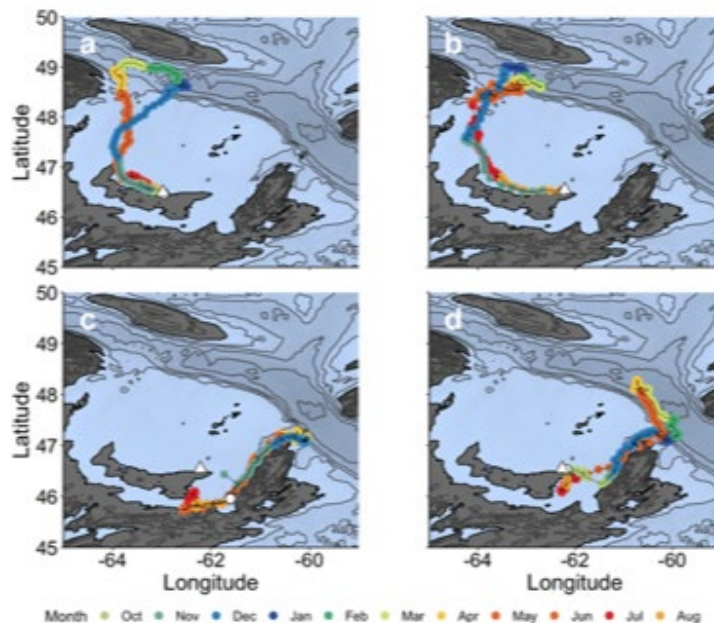 50
a
49
48
Latitude
47
46
45
b
50
c
49
48
Latitude
47
46
45
-64 -62 -60
Longitude
d
-64 -62 -60
Longitude
Month Oct Nov Dec Jan Feb Mar Apr May Jun Jul Aug